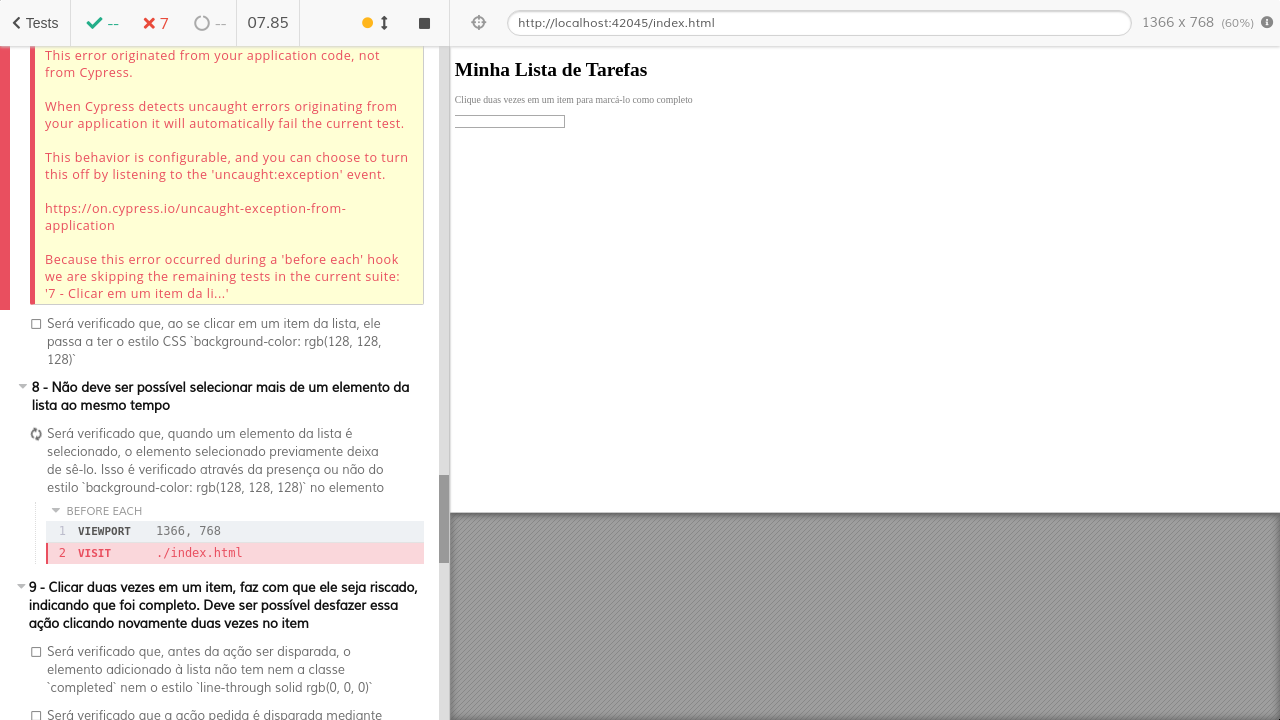 Tests
--
7
--
07.85
http://localhost:42045/index.html
1366 x 768 (60%)
This error originated from your application code, not
from Cypress.
When Cypress detects uncaught errors originating from
your application it will automatically fail the current test.
This behavior is configurable, and you can choose to turn
this off by listening to the 'uncaught:exception' event.
https://on.cypress.io/uncaught-exception-from-
application
Because this error occurred during a 'before each' hook
we are skipping the remaining tests in the current suite:
'7 - Clicar em um item da li...'
Será verificado que, ao se clicar em um item da lista, ele
passa a ter o estilo CSS `background-color: rgb(128, 128,
128)`
8 - Não deve ser possível selecionar mais de um elemento da
lista ao mesmo tempo
Será verificado que, quando um elemento da lista é
selecionado, o elemento selecionado previamente deixa
de sê-lo. Isso é verificado através da presença ou não do
estilo `background-color: rgb(128, 128, 128)` no elemento
BEFORE EACH
1 VIEWPORT 1366, 768
2 VISIT ./index.html
9 - Clicar duas vezes em um item, faz com que ele seja riscado,
indicando que foi completo. Deve ser possível desfazer essa
ação clicando novamente duas vezes no item
Será verificado que, antes da ação ser disparada, o
elemento adicionado à lista não tem nem a classe
`completed` nem o estilo `line-through solid rgb(0, 0, 0)`
Será verificado que a ação pedida é disparada mediante
Minha Lista de Tarefas
Clique duas vezes em um item para marcá-lo como completo